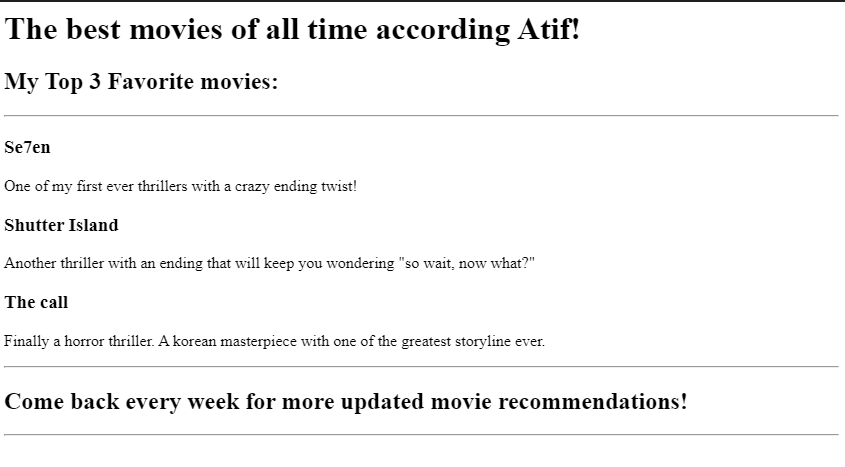 The best movies of all time according Atif!
My Top 3 Favorite movies:
Se7en
One of my first ever thrillers with a crazy ending twist!
Shutter Island
Another thriller with an ending that will keep you wondering "so wait, now what?"
The call
Finally a horror thriller. A korean masterpiece with one of the greatest storyline ever.
Come back every week for more updated movie recommendations!